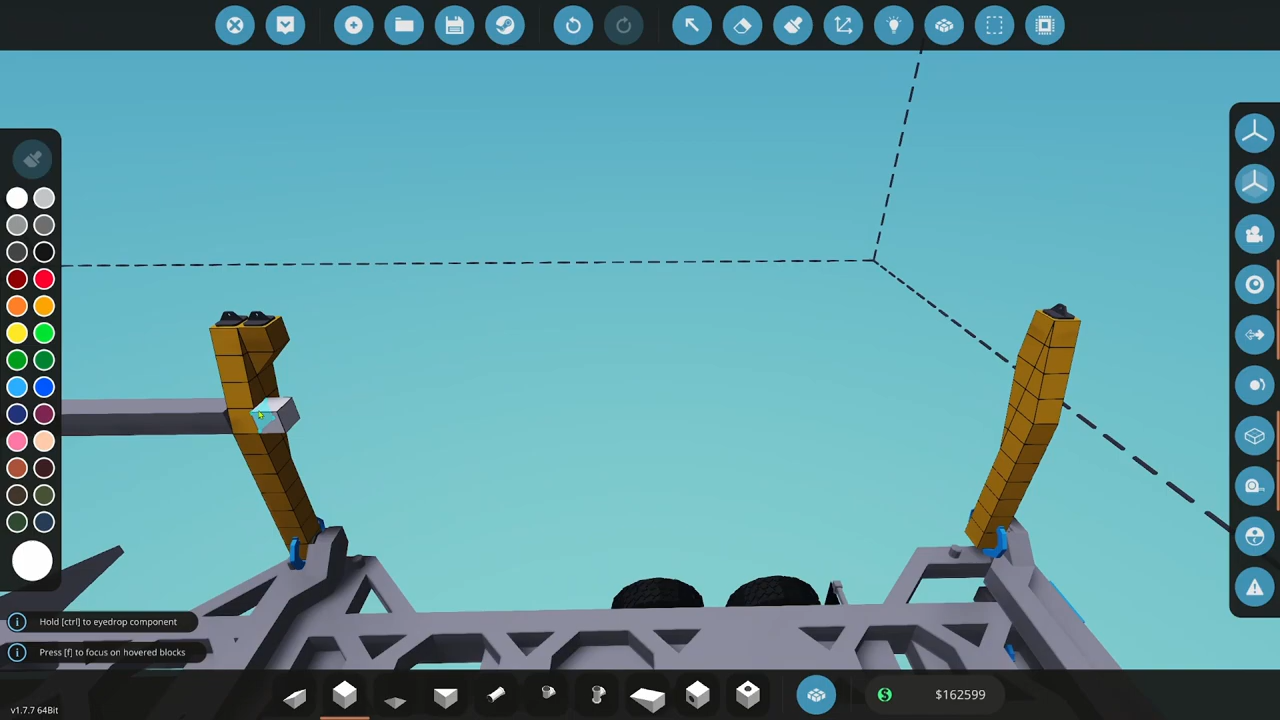 Hold [ctrl] to eyedrop component
Press [f] to focus on hovered blocks
$ $162599
v1.7.7 64Bit